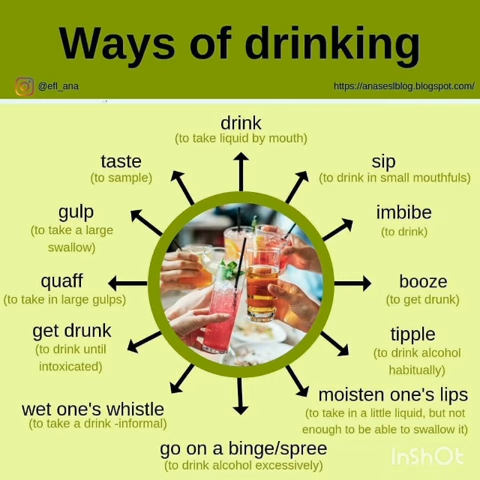 Ways of drinking
@efl_ana
https://anaseslblog.blogspot.com/
drink
(to take liquid by mouth)
taste
(to sample)
sip
(to drink in small mouthfuls)
gulp
(to take a large
swallow)
imbibe
(to drink)
quaff
(to take in large gulps)
booze
(to get drunk)
get drunk
(to drink until
intoxicated)
tipple
(to drink alcohol
habitually)
wet one's whistle
(to take a drink -informal)
moisten one's lips
(to take in a little liquid, but not
enough to be able to swallow it)
go on a binge/spree
(to drink alcohol excessively)
InShOt